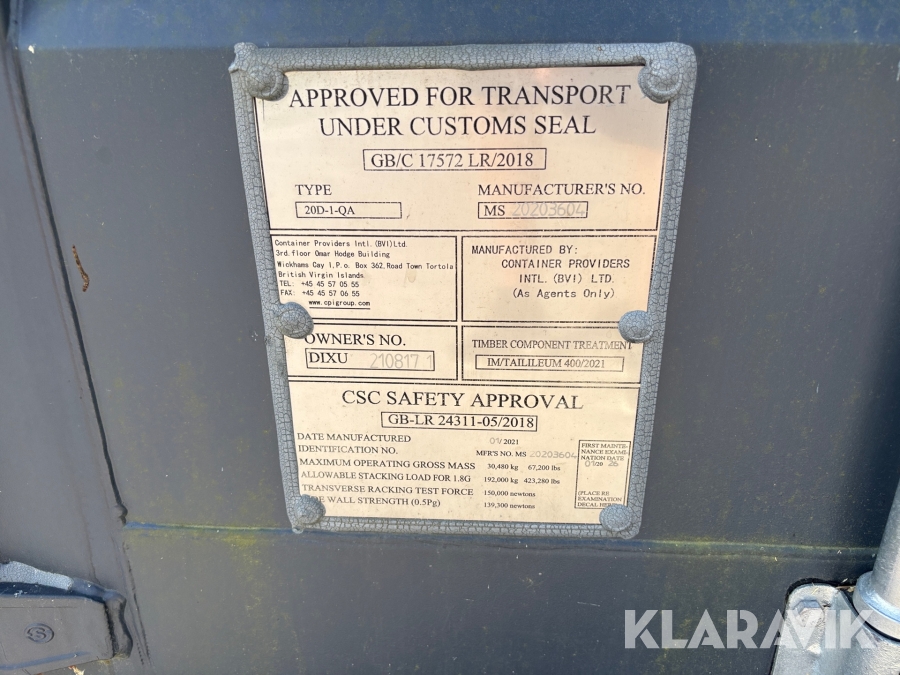 APPROVED FOR TRANSPORT
UNDER CUSTOMS SEAL
GB/C 17572 LR/2018
TYPE
20D-1-QA
MANUFACTURER'S NO.
MS 20203604
Container Providers Intl. (BVI) Ltd.
3rd. floor Omar Hodge Building
Wickhams Cay 1, P.o. Box 362, Road Town Tortola
British Virgin Islands
TEL: +45 45 57 05 55
FAX: +45 45 57 06 55
www.cpigroup.com
MANUFACTURED BY:
CONTAINER PROVIDERS
INTL. (BVI) LTD.
(As Agents Only)
OWNER'S NO.
DIXU 210817 1
TIMBER COMPONENT TREATMENT
IM/TAILILEUM 400/2021
CSC SAFETY APPROVAL
GB-LR 24311-05/2018
DATE MANUFACTURED 01/2021
IDENTIFICATION NO. MFR'S NO. MS 20203604
MAXIMUM OPERATING GROSS MASS 30,480 kg 67,200 lbs
ALLOWABLE STACKING LOAD FOR 1.8G 192,000 kg 423,280 lbs
TRANSVERSE RACKING TEST FORCE 150,000 newtons
WALL STRENGTH (0.5Pg) 139,300 newtons
FIRST MAINTE-
NANCE EXAMI-
NATION DATE
01/20 26
(PLACE RE
EXAMINATION
DECAL HERE)
KLARAVIK